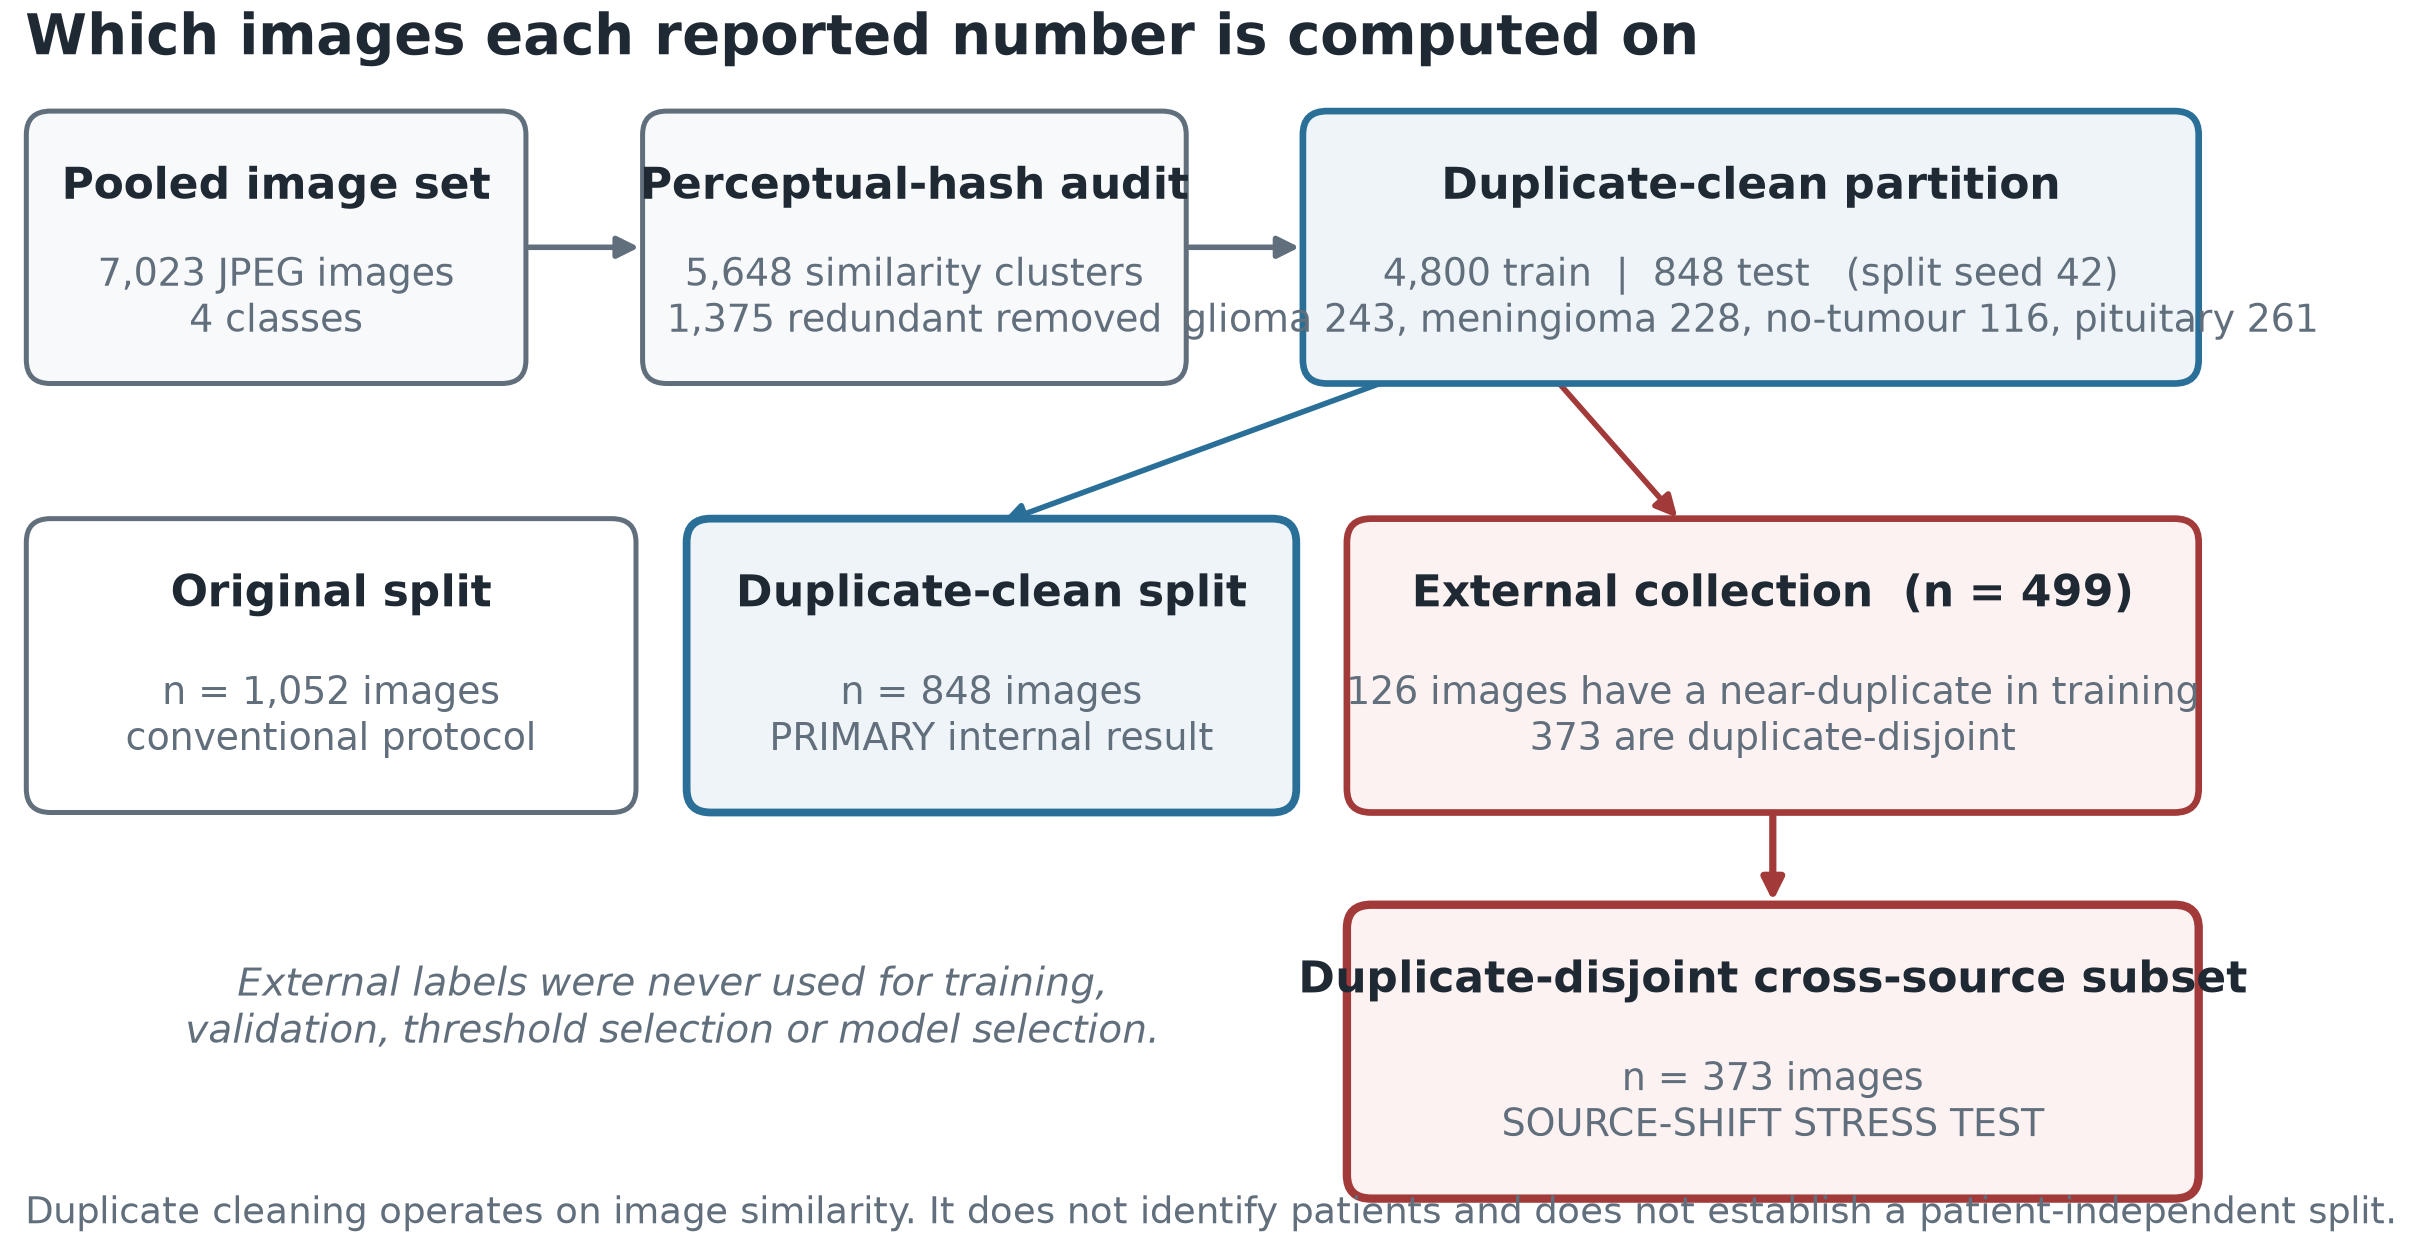 Which images each reported number is computed on
Pooled image set
7,023 JPEG images
4 classes
Perceptual-hash audit
5,648 similarity clusters
1,375 redundant removed
Duplicate-clean partition
4,800 train | 848 test (split seed 42)
glioma 243, meningioma 228, no-tumour 116, pituitary 261
Original split
n = 1,052 images
conventional protocol
Duplicate-clean split
n = 848 images
PRIMARY internal result
External collection (n = 499)
126 images have a near-duplicate in training
373 are duplicate-disjoint
External labels were never used for training,
validation, threshold selection or model selection.
Duplicate-disjoint cross-source subset
n = 373 images
SOURCE-SHIFT STRESS TEST
Duplicate cleaning operates on image similarity. It does not identify patients and does not establish a patient-independent split.